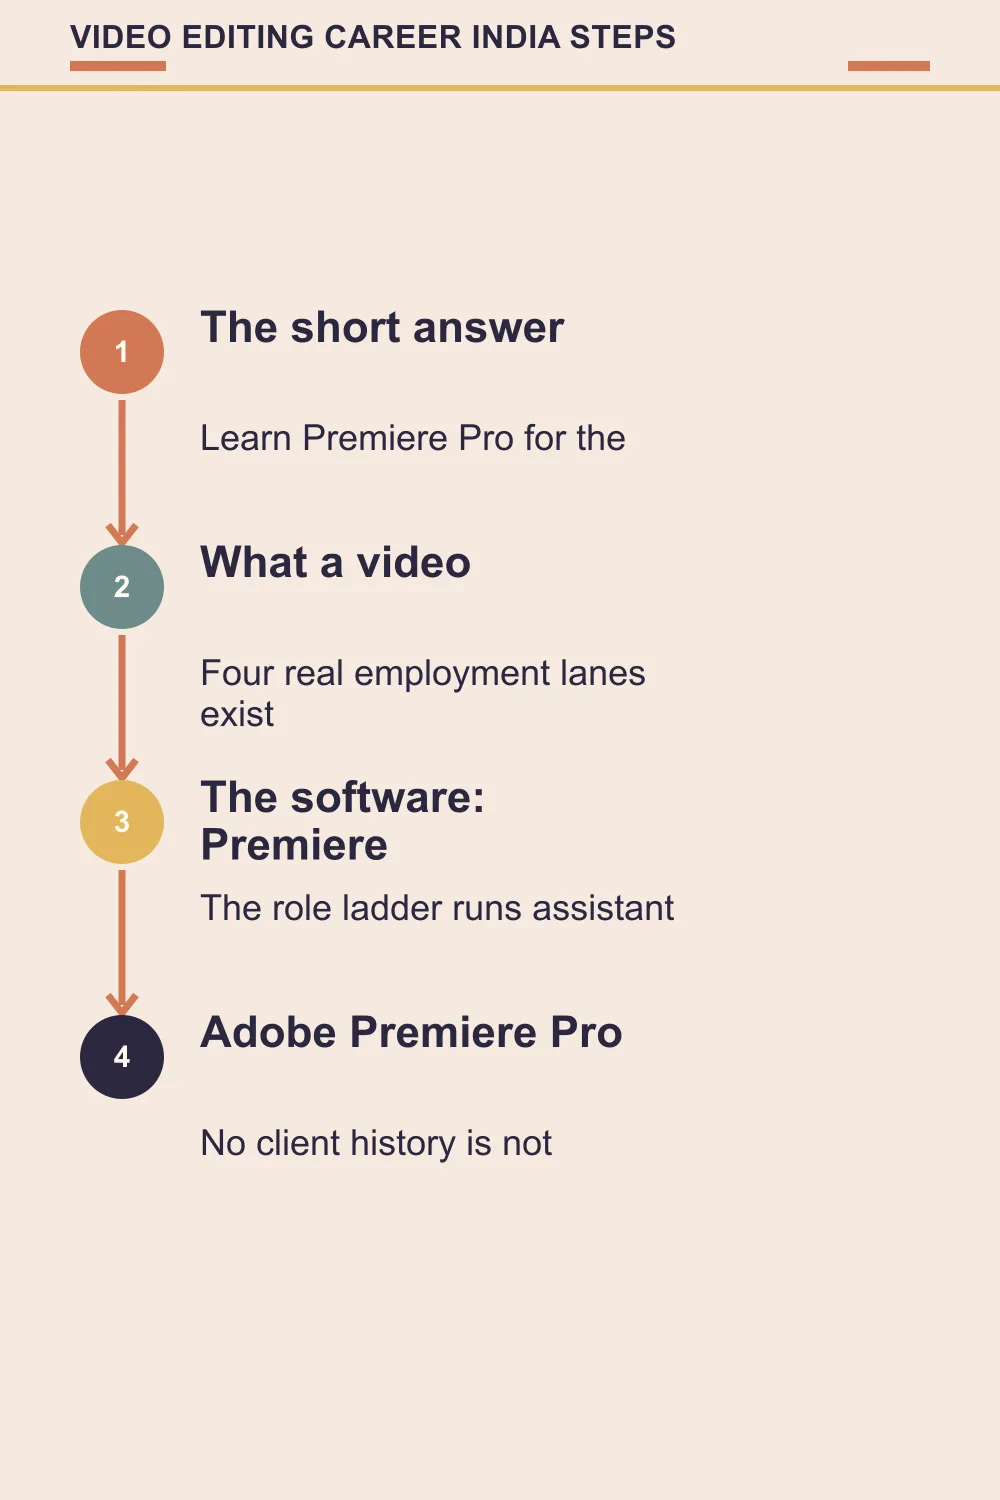 VIDEO EDITING CAREER INDIA STEPS
1
The short answer
Learn Premiere Pro for the
2
What a video
Four real employment lanes
exist
3
The software:
Premiere
The role ladder runs assistant
4
Adobe Premiere Pro
No client history is not